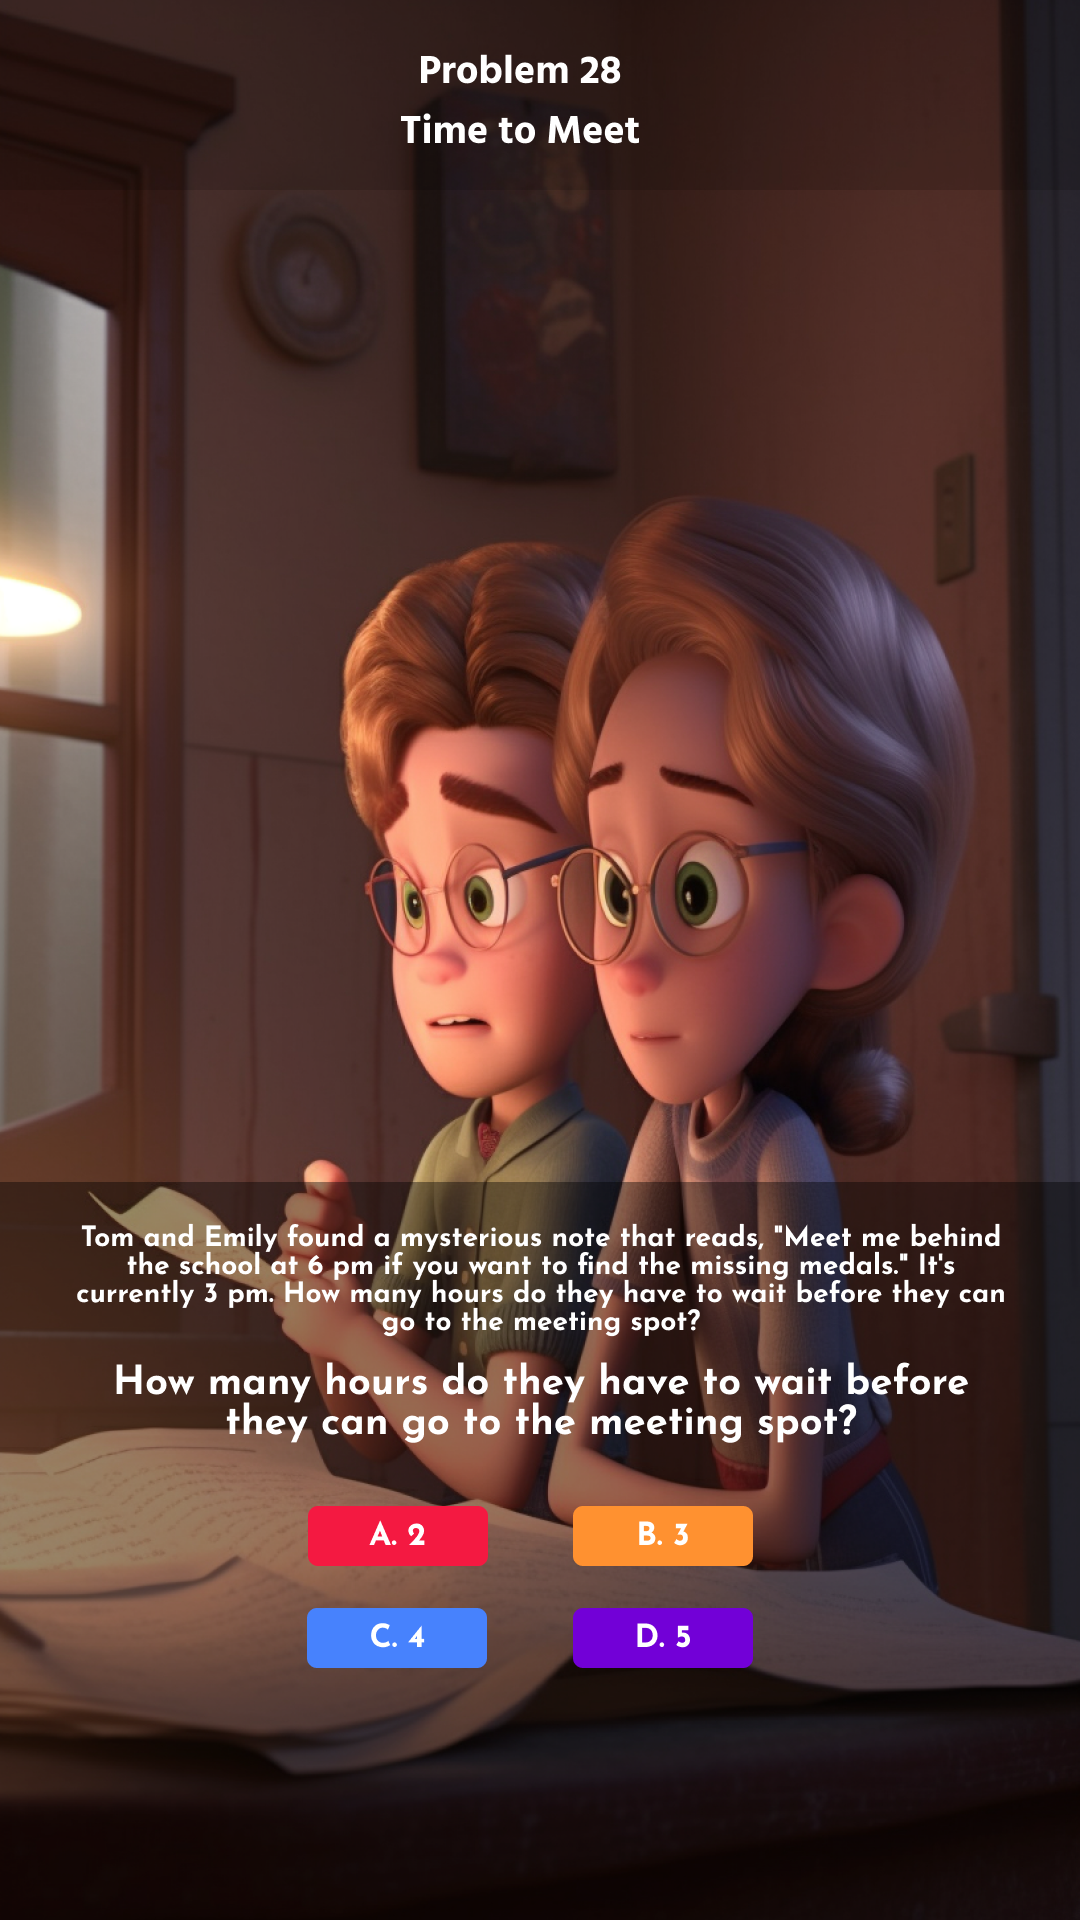 Problem 28
Time to Meet
Tom and Emily found a mysterious note that reads, "Meet me behind
the school at 6 pm if you want to find the missing medals." It's
currently 3 pm. How many hours do they have to wait before they can
go to the meeting spot?
How many hours do they have to wait before
they can go to the meeting spot?
A. 2
B. 3
C. 4
D. 5